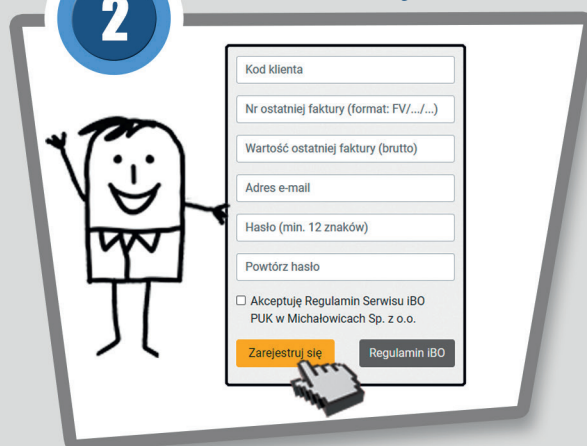 2
Kod klienta
Nr ostatniej faktury (format: FV/.../...)
Wartość ostatniej faktury (brutto)
Adres e-mail
Hasło (min. 12 znaków)
Powtórz hasło
Akceptuję Regulamin Serwisu iBO
PUK w Michałowicach Sp. z o.o.
Zarejestruj się
Regulamin iBO